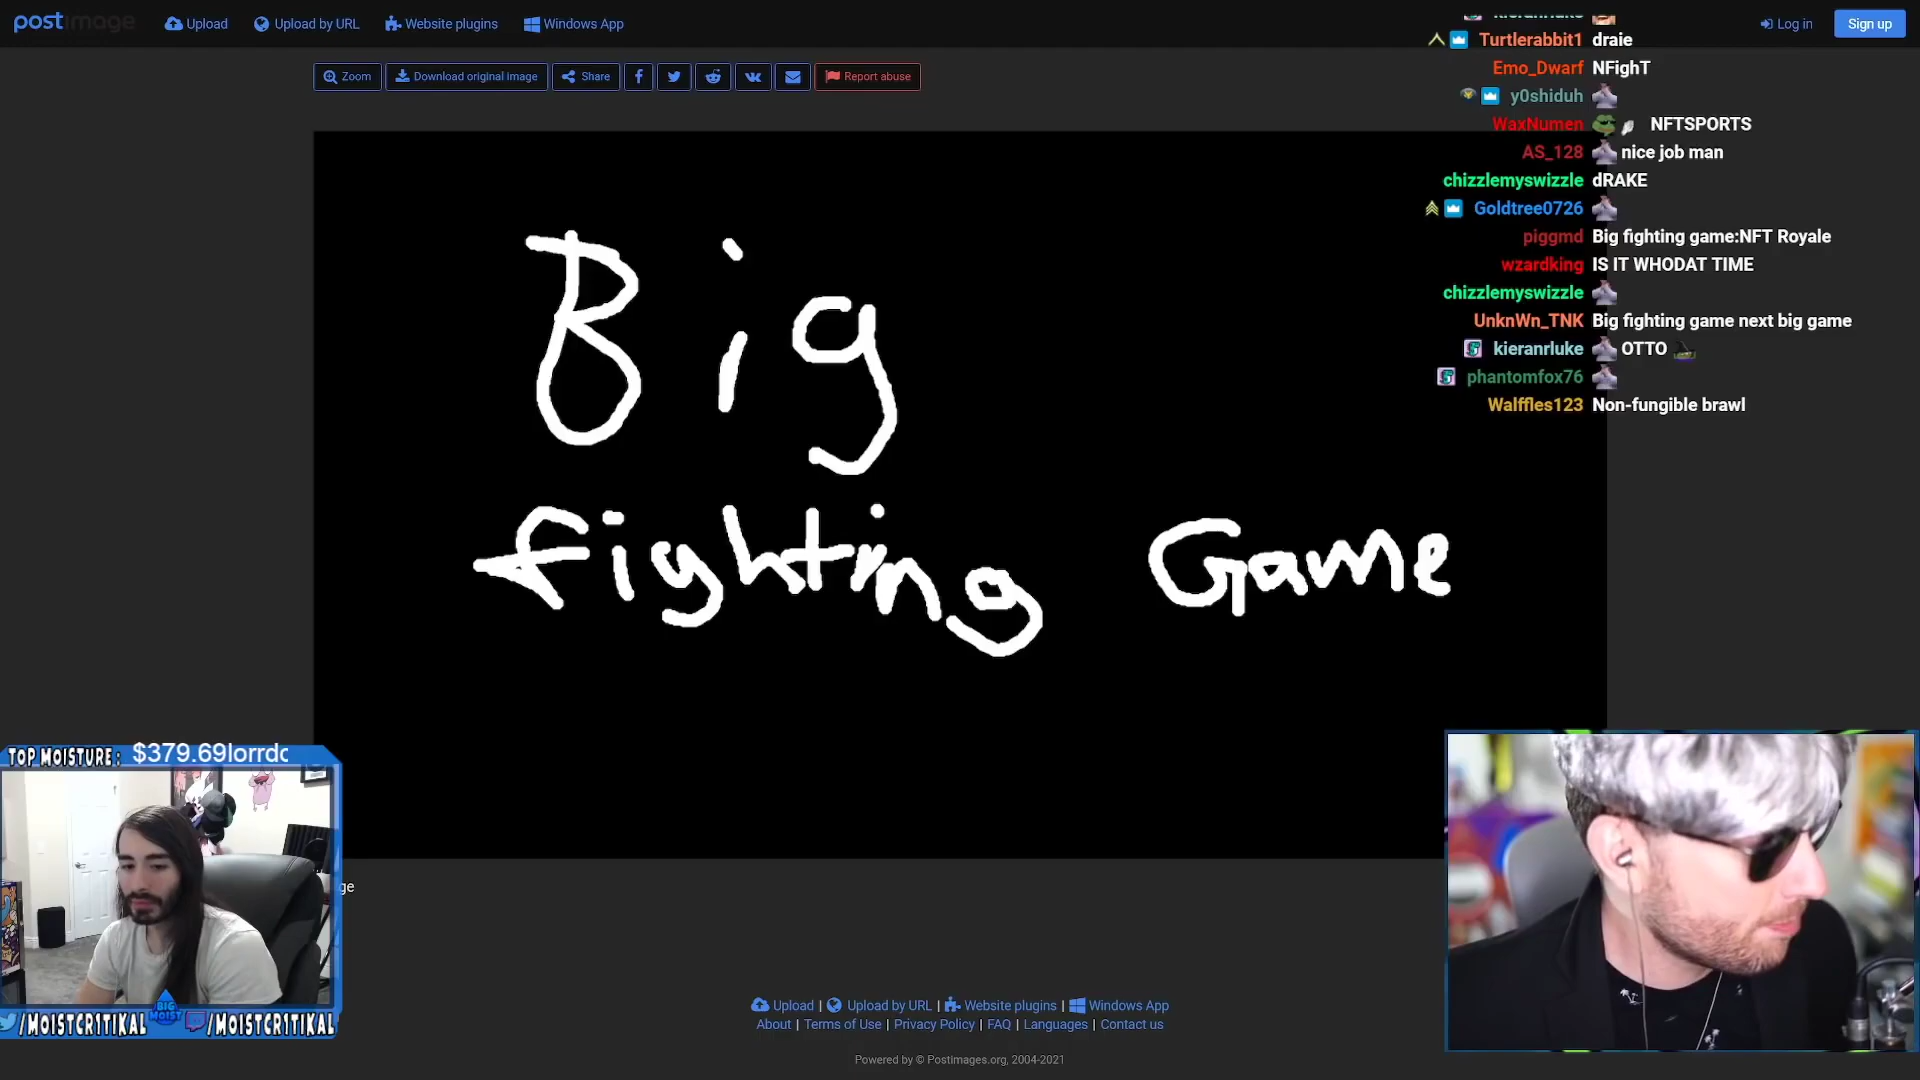 postimage
Upload
Upload by URL
Website plugins
Windows App
Log in
Sign up
Zoom
Download original image
Share
Report abuse
Turtlerabbit1 draie
Emo_Dwarf NFighT
y0shiduh
WaxNumen NFTSPORTS
AS_128 nice job man
chizzlemyswizzle dRAKE
Goldtree0726
piggmd Big fighting game:NFT Royale
wzardking IS IT WHODAT TIME
chizzlemyswizzle
UnknWn_TNK Big fighting game next big game
kieranrluke OTTO
phantomfox76
Walffles123 Non-fungible brawl
Big
fighting Game
TOP MOISTURE: $379.69lorrdc
ge
BIG
MOIST
/MOISTCR1TIKAL
/MOISTCR1TIKAL
Upload | Upload by URL | Website plugins | Windows App
About | Terms of Use | Privacy Policy | FAQ | Languages | Contact us
Powered by © Postimages.org, 2004-2021